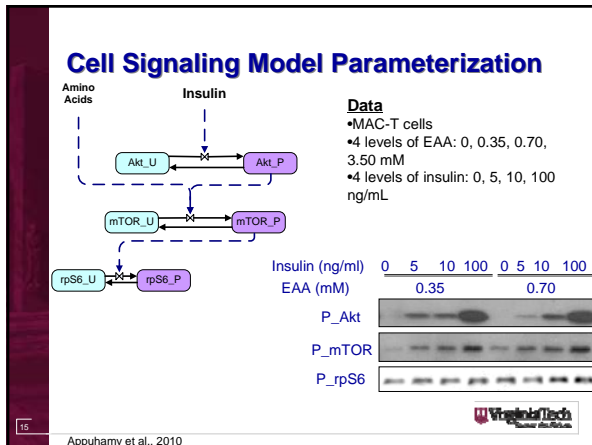 Cell Signaling Model Parameterization
Amino
Acids
Insulin
Akt_U
Akt_P
mTOR_U
mTOR_P
rpS6_U
rpS6_P
Data
•MAC-T cells
•4 levels of EAA: 0, 0.35, 0.70,
3.50 mM
•4 levels of insulin: 0, 5, 10, 100
ng/mL
Insulin (ng/ml) 0 5 10 100 0 5 10 100
EAA (mM) 0.35 0.70
P_Akt
P_mTOR
P_rpS6
15
VirginiaTech
Appuhamy et al., 2010